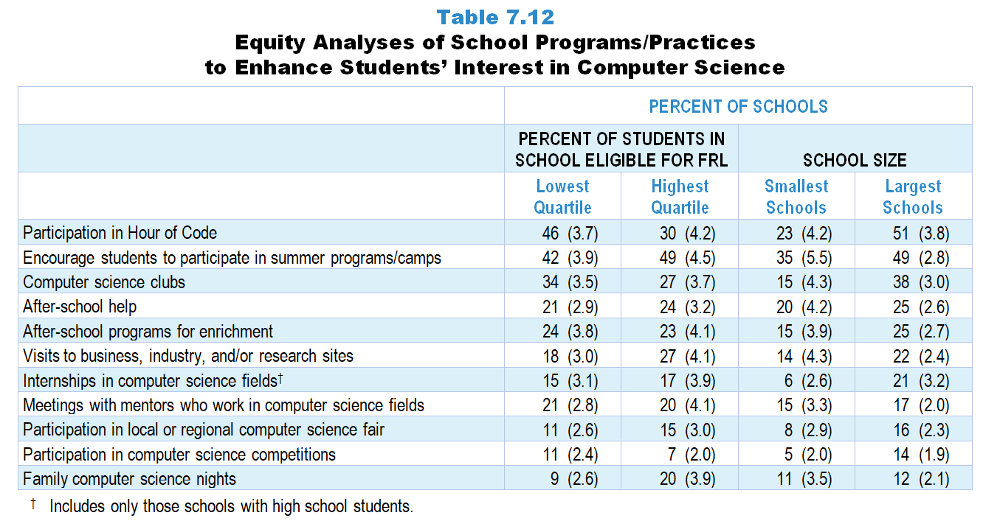 Table 7.12
Equity Analyses of School Programs/Practices
to Enhance Students’ Interest in Computer Science
PERCENT OF SCHOOLS
PERCENT OF STUDENTS IN
SCHOOL ELIGIBLE FOR FRL
SCHOOL SIZE
Lowest Quartile
Highest Quartile
Smallest Schools
Largest Schools
Participation in Hour of Code 46 (3.7) 30 (4.2) 23 (4.2) 51 (3.8)
Encourage students to participate in summer programs/camps 42 (3.9) 49 (4.5) 35 (5.5) 49 (2.8)
Computer science clubs 34 (3.5) 27 (3.7) 15 (4.3) 38 (3.0)
After-school help 21 (2.9) 24 (3.2) 20 (4.2) 25 (2.6)
After-school programs for enrichment 24 (3.8) 23 (4.1) 15 (3.9) 25 (2.7)
Visits to business, industry, and/or research sites 18 (3.0) 27 (4.1) 14 (4.3) 22 (2.4)
Internships in computer science fields† 15 (3.1) 17 (3.9) 6 (2.6) 21 (3.2)
Meetings with mentors who work in computer science fields 21 (2.8) 20 (4.1) 15 (3.3) 17 (2.0)
Participation in local or regional computer science fair 11 (2.6) 15 (3.0) 8 (2.9) 16 (2.3)
Participation in computer science competitions 11 (2.4) 7 (2.0) 5 (2.0) 14 (1.9)
Family computer science nights 9 (2.6) 20 (3.9) 11 (3.5) 12 (2.1)
† Includes only those schools with high school students.